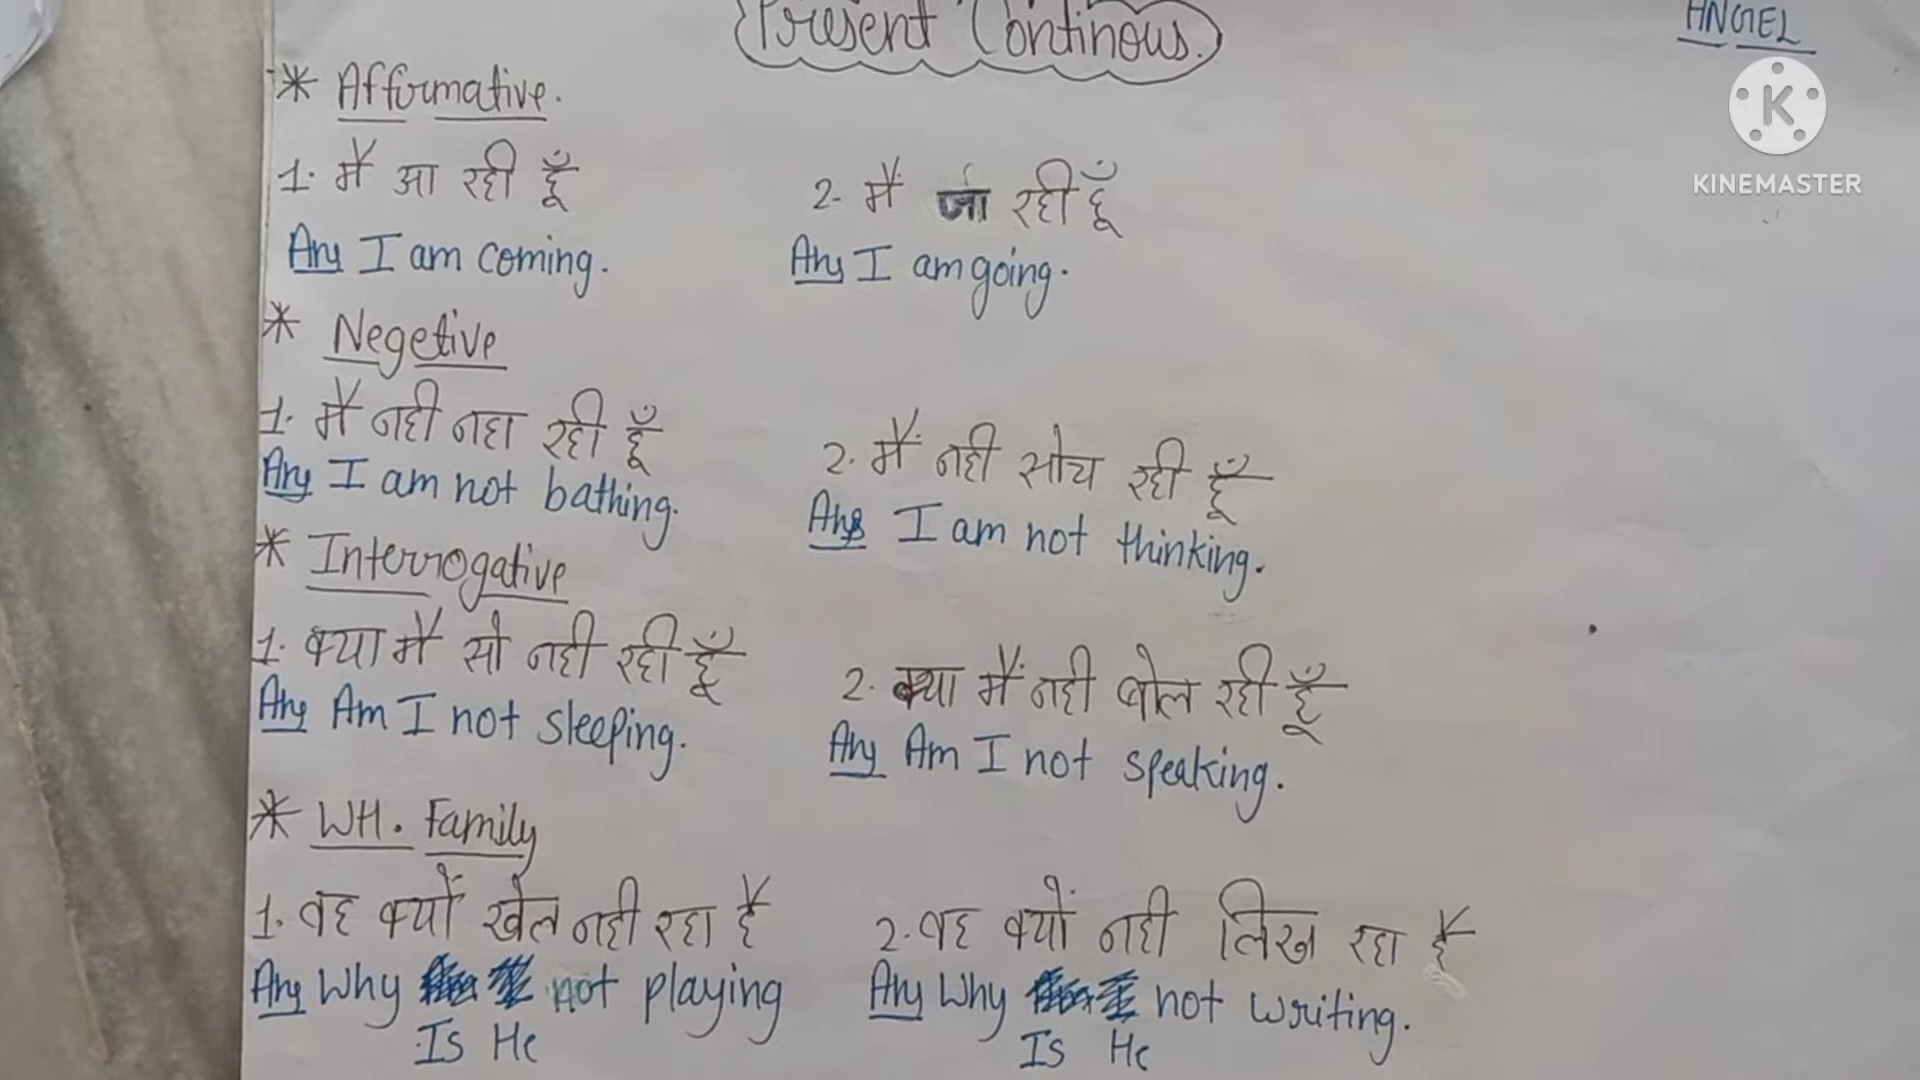 Present Continous.
ANGEL
KINEMASTER
* Affirmative.
1. मैं आ रही हूँ
2. मैं जा रही हूँ
Ans I am coming.
Ans I am going.
* Negetive
1. मैं नही नहा रही हूँ
2. मैं नही सोच रही हूँ
Ans I am not bathing.
Ans I am not thinking.
* Interrogative
1. क्या मैं सो नही रही हूँ
2. क्या मैं नही बोल रही हूँ
Ans Am I not sleeping.
Ans Am I not speaking.
* WH. Family
1. वह क्यों खेल नही रहा है
2. वह क्यों नही लिख रहा है
Ans Why not playing
Is He
Ans Why not writing.
Is He